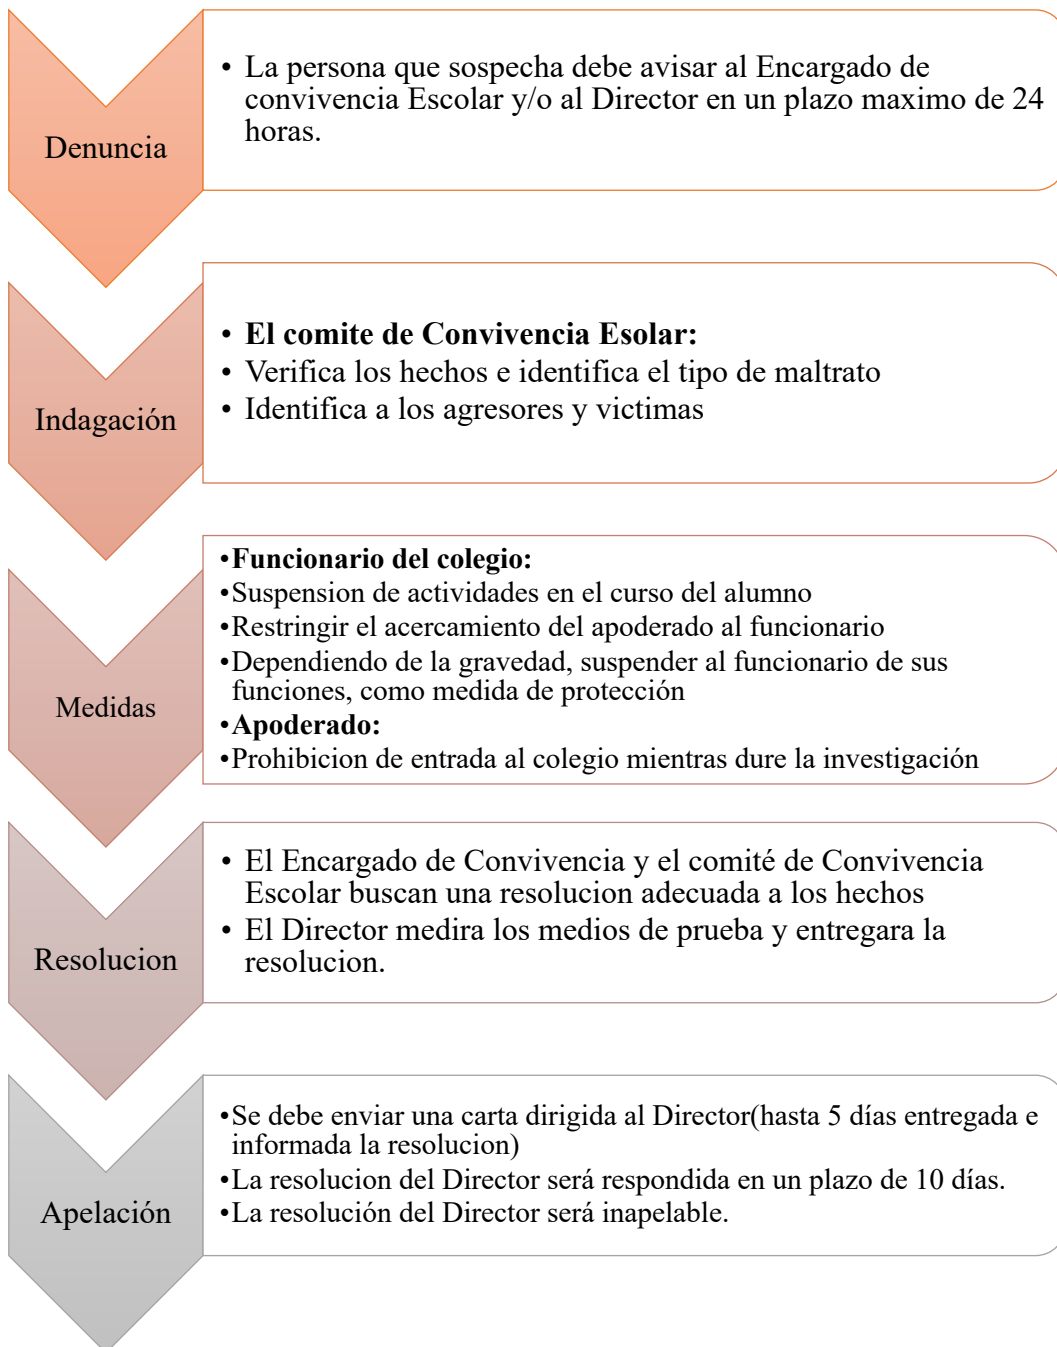 Denuncia
• La persona que sospecha debe avisar al Encargado de
convivencia Escolar y/o al Director en un plazo maximo de 24
horas.
Indagación
• El comite de Convivencia Esolar:
• Verifica los hechos e identifica el tipo de maltrato
• Identifica a los agresores y victimas
Medidas
•Funcionario del colegio:
•Suspension de actividades en el curso del alumno
•Restringir el acercamiento del apoderado al funcionario
•Dependiendo de la gravedad, suspender al funcionario de sus
funciones, como medida de protección
•Apoderado:
•Prohibicion de entrada al colegio mientras dure la investigación
Resolucion
• El Encargado de Convivencia y el comité de Convivencia
Escolar buscan una resolucion adecuada a los hechos
• El Director medira los medios de prueba y entregara la
resolucion.
Apelación
•Se debe enviar una carta dirigida al Director(hasta 5 días entregada e
informada la resolucion)
•La resolucion del Director será respondida en un plazo de 10 días.
•La resolución del Director será inapelable.